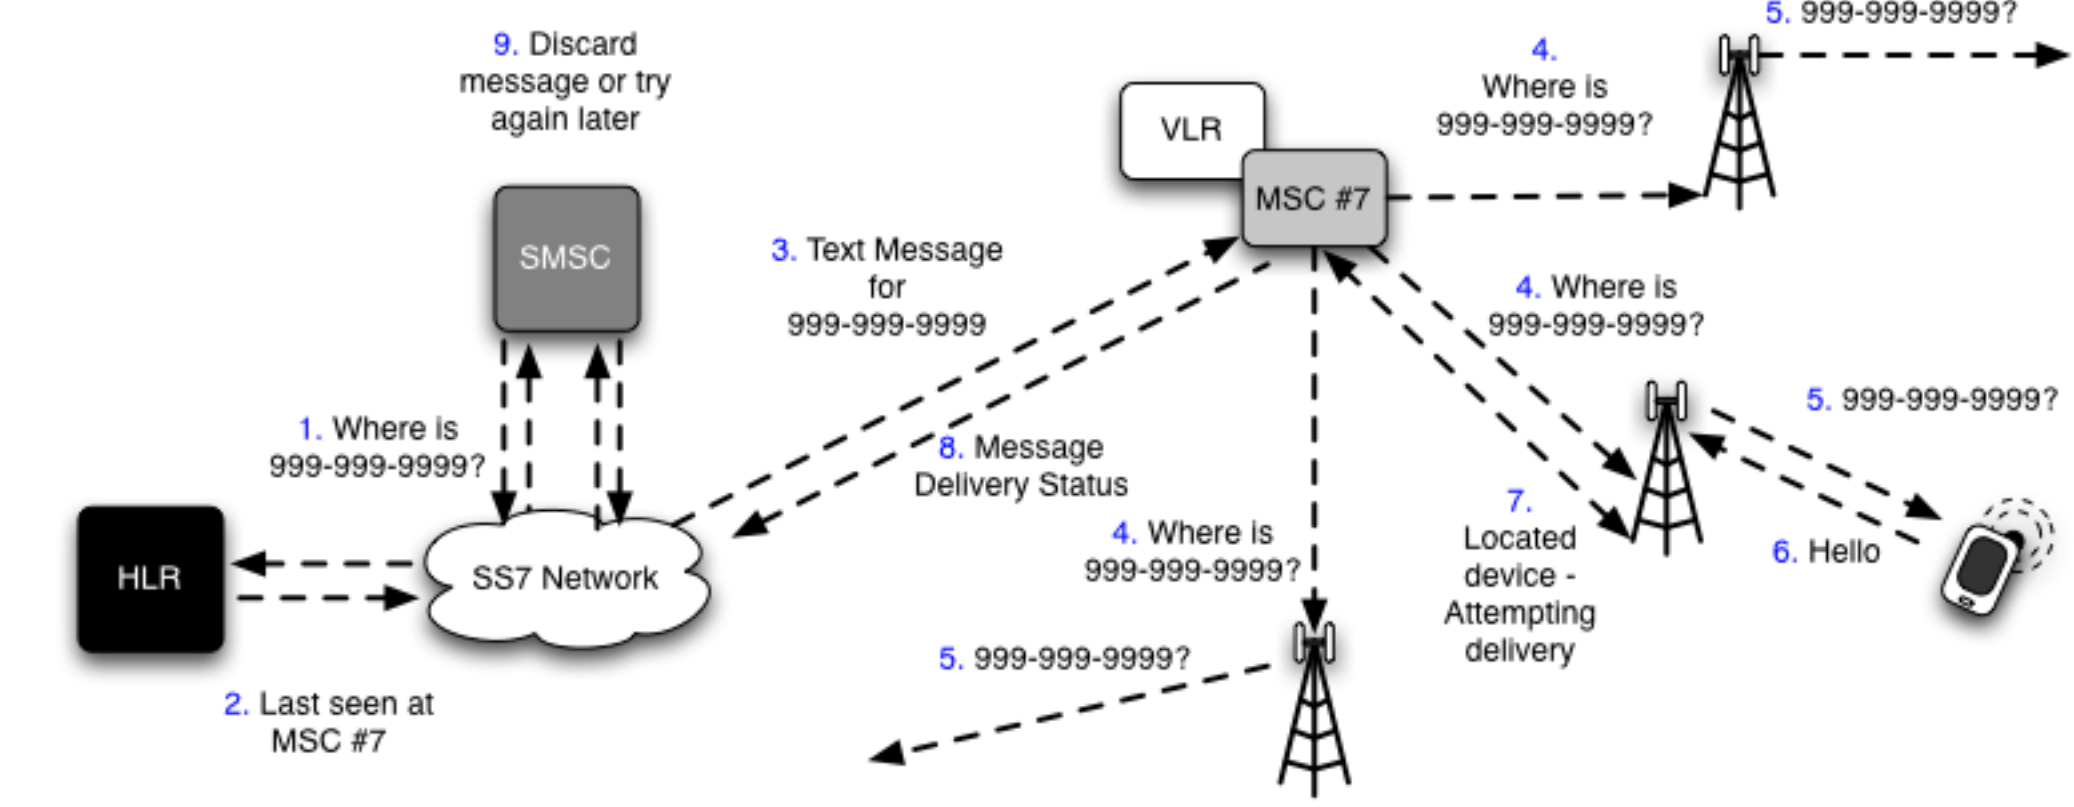 9. Discard
message or try
again later
SMSC
1. Where is
999-999-9999?
HLR
SS7 Network
2. Last seen at
MSC #7
3. Text Message
for
999-999-9999
8. Message
Delivery Status
VLR
MSC #7
4.
Where is
999-999-9999?
5. 999-999-9999?
4. Where is
999-999-9999?
5. 999-999-9999?
6. Hello
7.
Located
device -
Attempting
delivery
4. Where is
999-999-9999?
5. 999-999-9999?